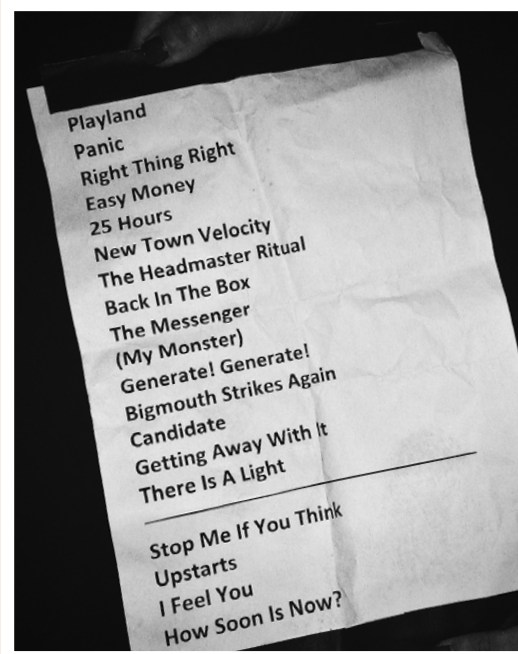 Playland
Panic
Right Thing Right
Easy Money
25 Hours
New Town Velocity
The Headmaster Ritual
Back In The Box
The Messenger
(My Monster)
Generate! Generate!
Bigmouth Strikes Again
Candidate
Getting Away With It
There Is A Light
Stop Me If You Think
Upstarts
I Feel You
How Soon Is Now?